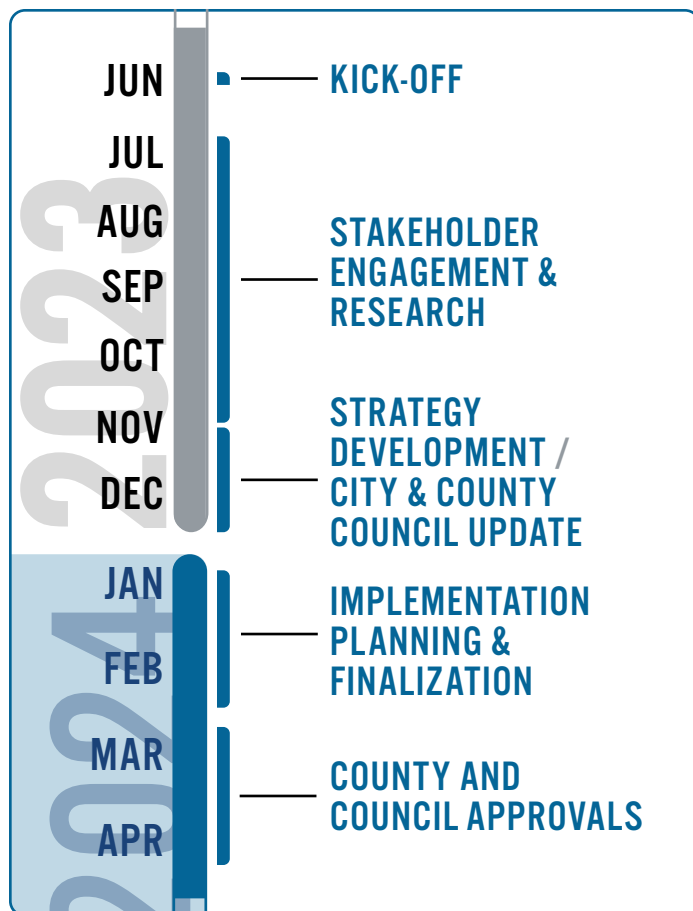 2023
JUN
KICK-OFF
JUL
AUG
SEP
OCT
STAKEHOLDER
ENGAGEMENT &
RESEARCH
NOV
DEC
STRATEGY
DEVELOPMENT /
CITY & COUNTY
COUNCIL UPDATE
2024
JAN
FEB
IMPLEMENTATION
PLANNING &
FINALIZATION
MAR
APR
COUNTY AND
COUNCIL APPROVALS